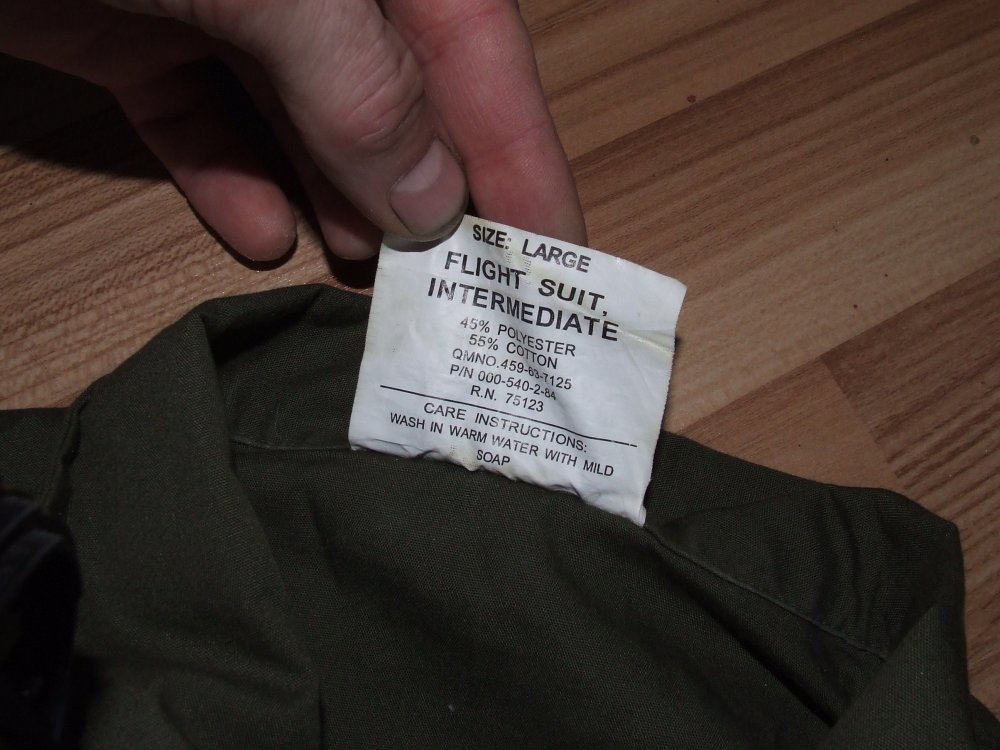 SIZE: LARGE
FLIGHT SUIT,
INTERMEDIATE
45% POLYESTER
55% COTTON
QMNO.459-63-7125
P/N 000-540-2-84
R.N. 75123
CARE INSTRUCTIONS:
WASH IN WARM WATER WITH MILD
SOAP